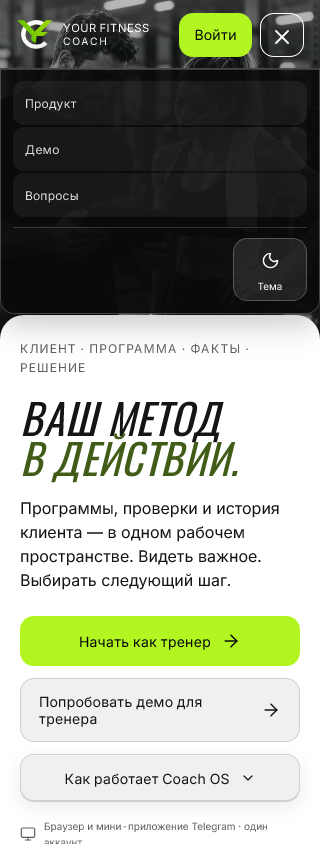 YOUR FITNESS
COACH
Войти
Продукт
Демо
Вопросы
Тема
КЛИЕНТ · ПРОГРАММА · ФАКТЫ ·
РЕШЕНИЕ
ВАШ МЕТОД
В ДЕЙСТВИИ.
Программы, проверки и история
клиента — в одном рабочем
пространстве. Видеть важное.
Выбирать следующий шаг.
Начать как тренер
Попробовать демо для
тренера
Как работает Coach OS
Браузер и мини-приложение Telegram · один
аккаунт